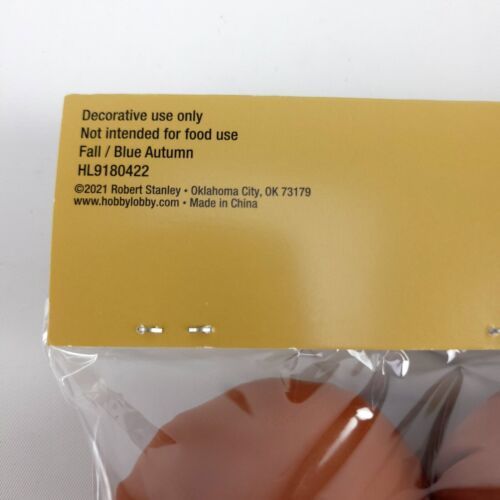 Decorative use only
Not intended for food use
Fall / Blue Autumn
HL9180422
©2021 Robert Stanley • Oklahoma City, OK 73179
www.hobbylobby.com • Made in China